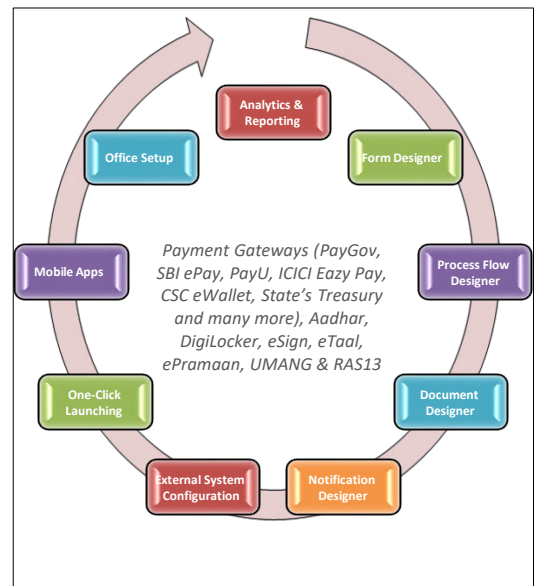 Analytics &
Reporting
Form Designer
Process Flow
Designer
Document
Designer
Notification
Designer
External System
Configuration
One-Click
Launching
Mobile Apps
Office Setup
Payment Gateways (PayGov,
SBI ePay, PayU, ICICI Eazy Pay,
CSC eWallet, State's Treasury
and many more), Aadhar,
DigiLocker, eSign, eTaal,
ePramaan, UMANG & RAS13